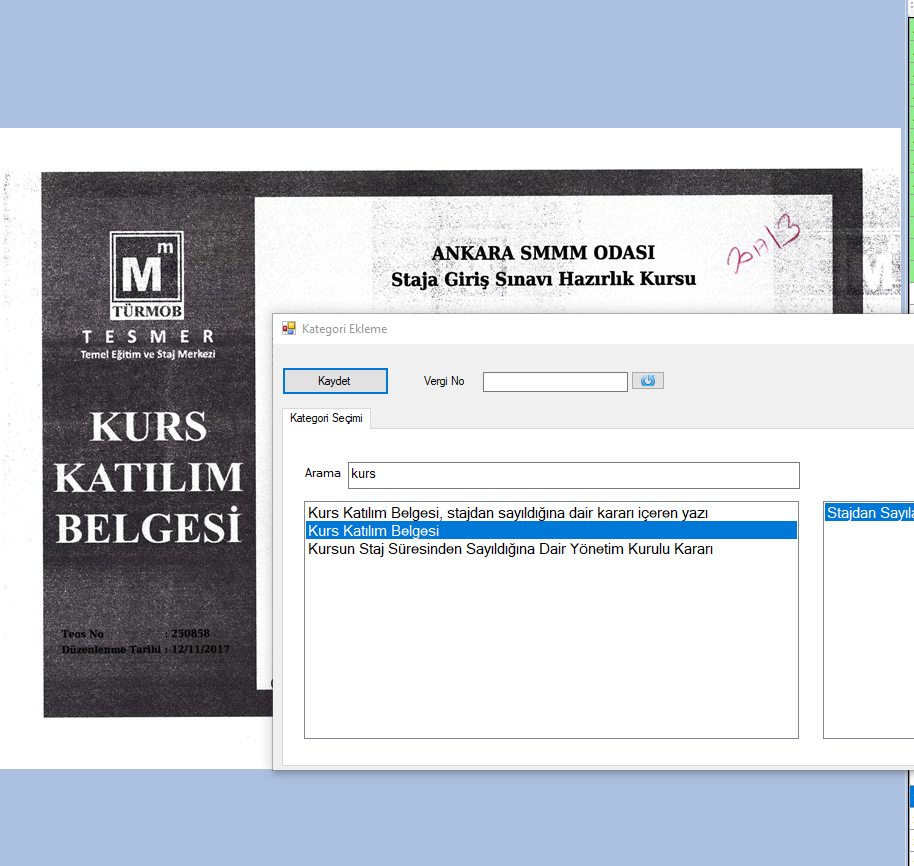 ANKARA SMMM ODASI
Staja Giriş Sınavı Hazırlık Kursu
2017/3
m
M
TÜRMOB
TESMER
Temel Eğitim ve Staj Merkezi
KURS
KATILIM
BELGESİ
Teos No : 250858
Düzenlenme Tarihi : 12/11/2017
Kategori Ekleme
Kaydet
Vergi No
Kategori Seçimi
Arama
kurs
Kurs Katılım Belgesi, stajdan sayıldığına dair kararı içeren yazı
Kurs Katılım Belgesi
Kursun Staj Süresinden Sayıldığına Dair Yönetim Kurulu Kararı
Stajdan Sayıla